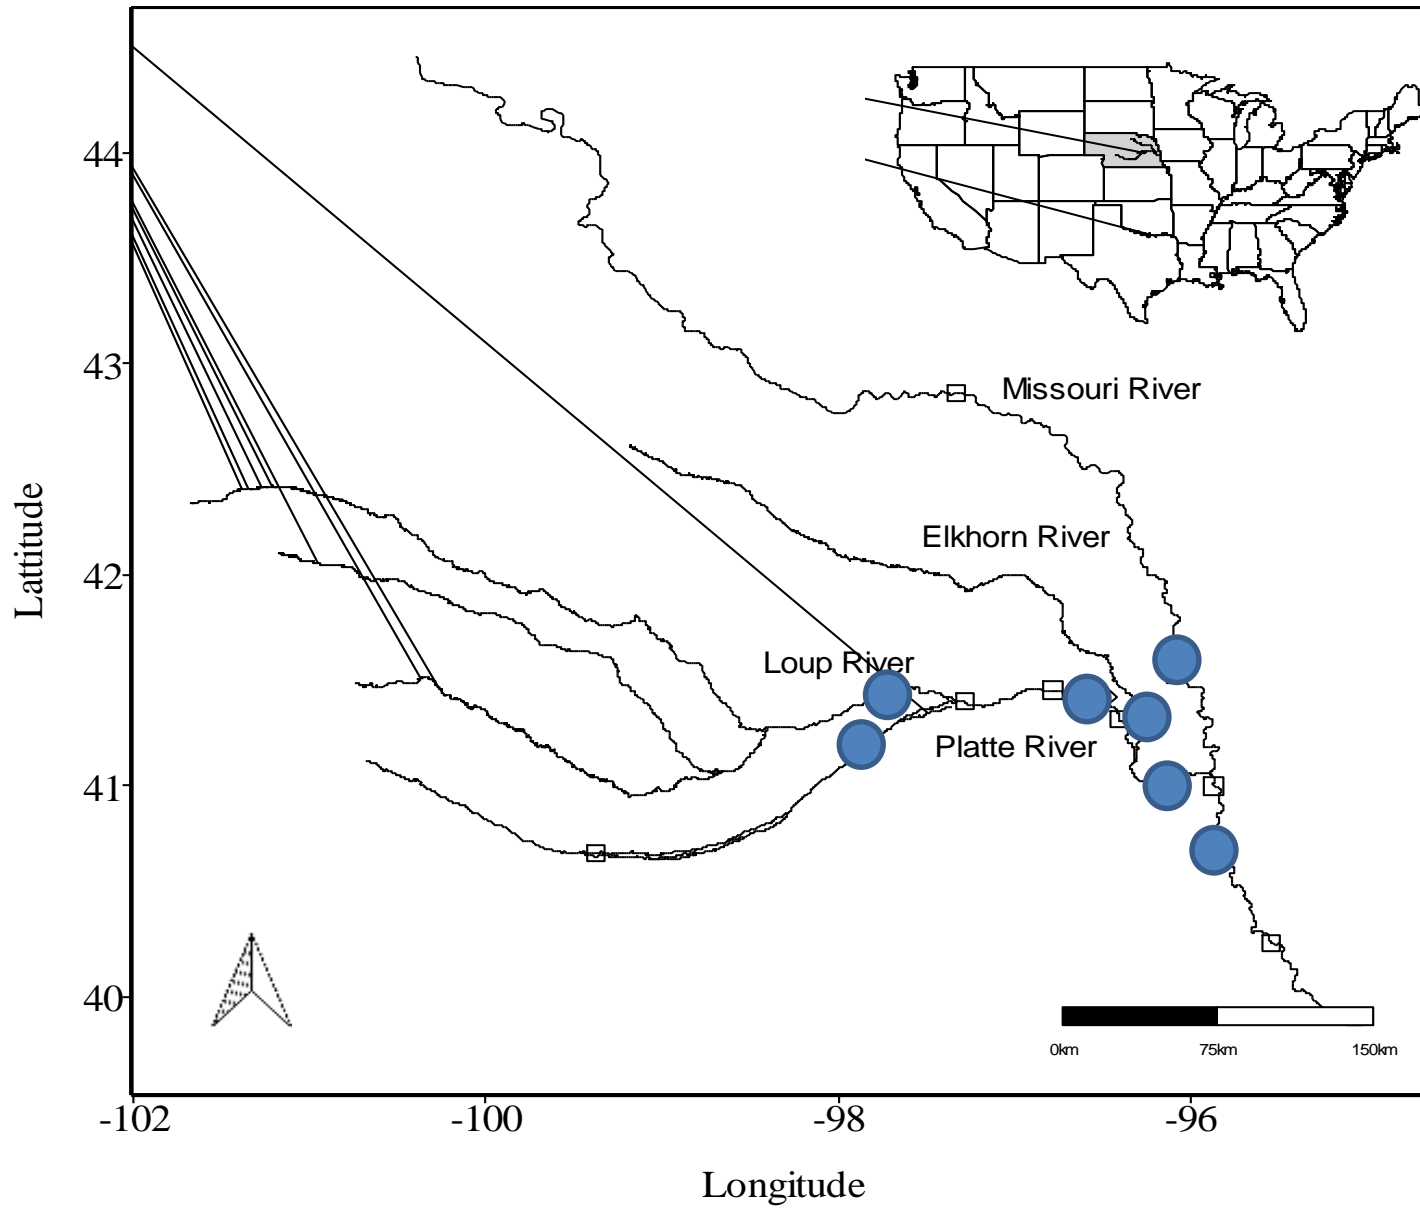 44
43
Missouri River
Elkhorn River
Lattitude
42
Loup River
Platte River
41
40
0km
75km
150km
-102
-100
-98
-96
Longitude